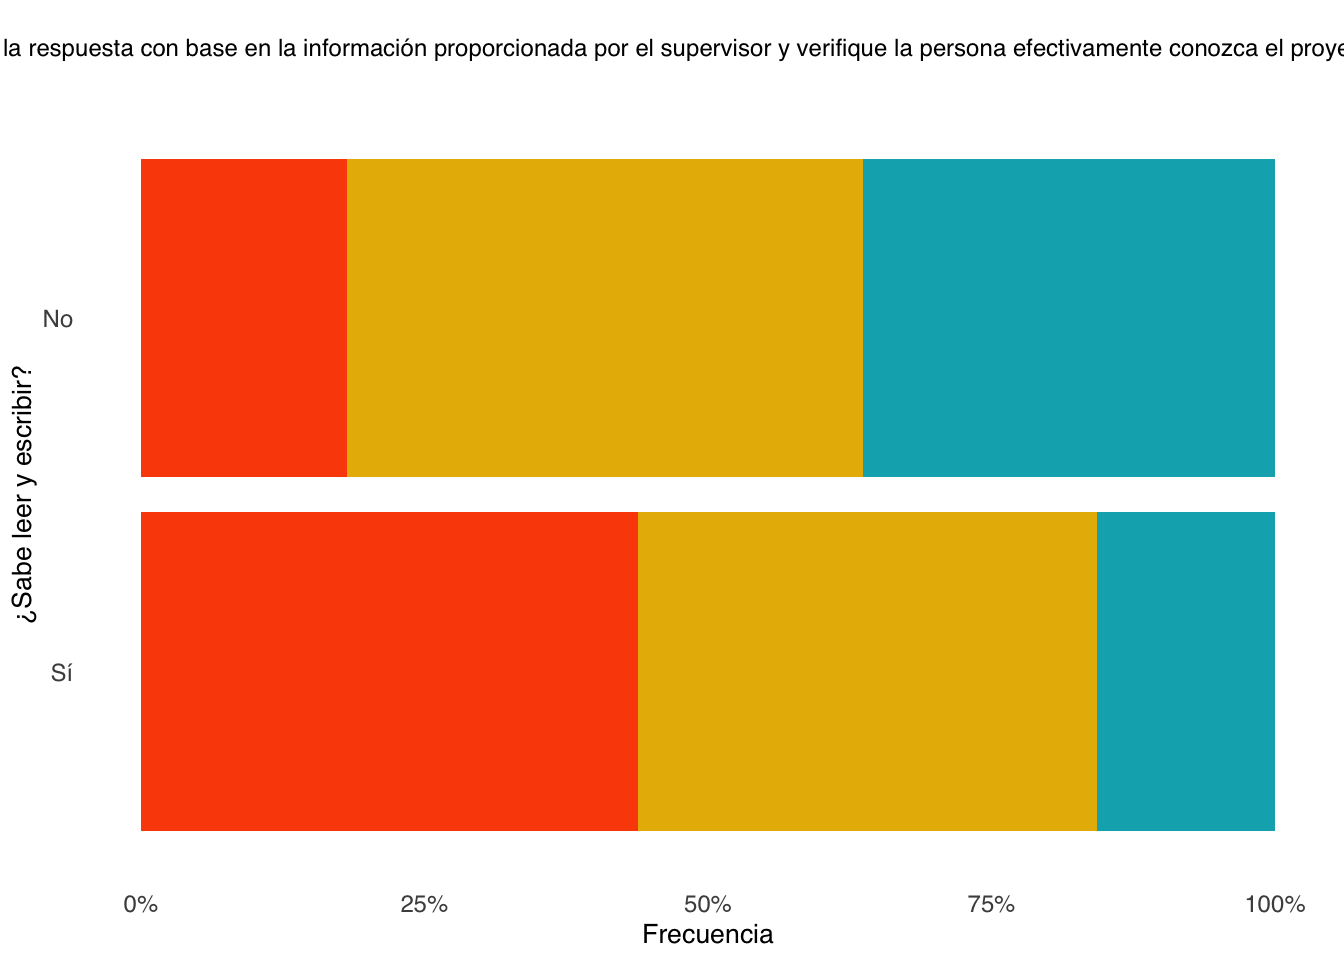 la respuesta con base en la información proporcionada por el supervisor y verifique la persona efectivamente conozca el
No
¿Sabe leer y escribir?
Sí
0% 25% 50% 75% 100%
Frecuencia